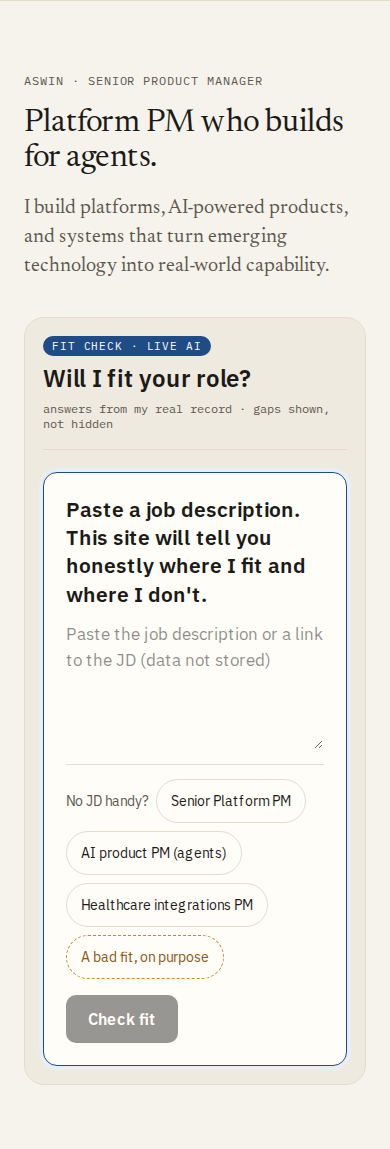 ASWIN · SENIOR PRODUCT MANAGER
Platform PM who builds
for agents.
I build platforms, AI-powered products,
and systems that turn emerging
technology into real-world capability.
FIT CHECK · LIVE AI
Will I fit your role?
answers from my real record · gaps shown,
not hidden
Paste a job description.
This site will tell you
honestly where I fit and
where I don't.
Paste the job description or a link
to the JD (data not stored)
No JD handy? Senior Platform PM
AI product PM (agents)
Healthcare integrations PM
A bad fit, on purpose
Check fit